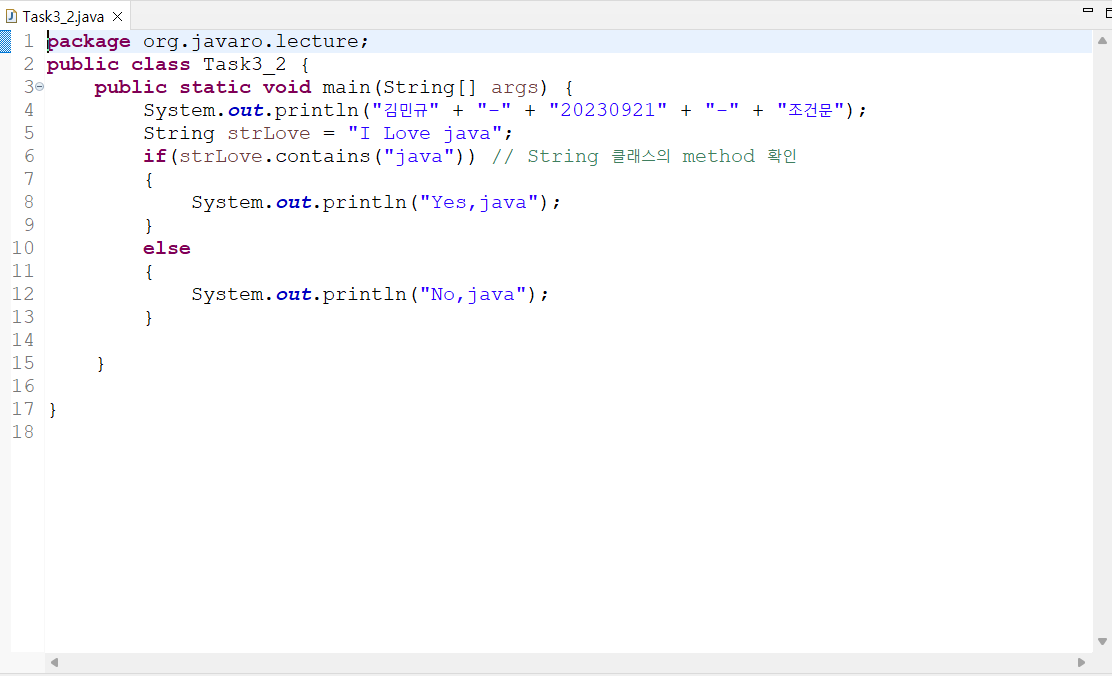 Task3_2.java
1 package org.javaro.lecture;
2 public class Task3_2 {
3 public static void main(String[] args) {
4 System.out.println("김민규" + "-" + "20230921" + "-" + "조건문");
5 String strLove = "I Love java";
6 if(strLove.contains("java")) // String 클래스의 method 확인
7 {
8 System.out.println("Yes,java");
9 }
10 else
11 {
12 System.out.println("No,java");
13 }
14
15 }
16
17 }
18